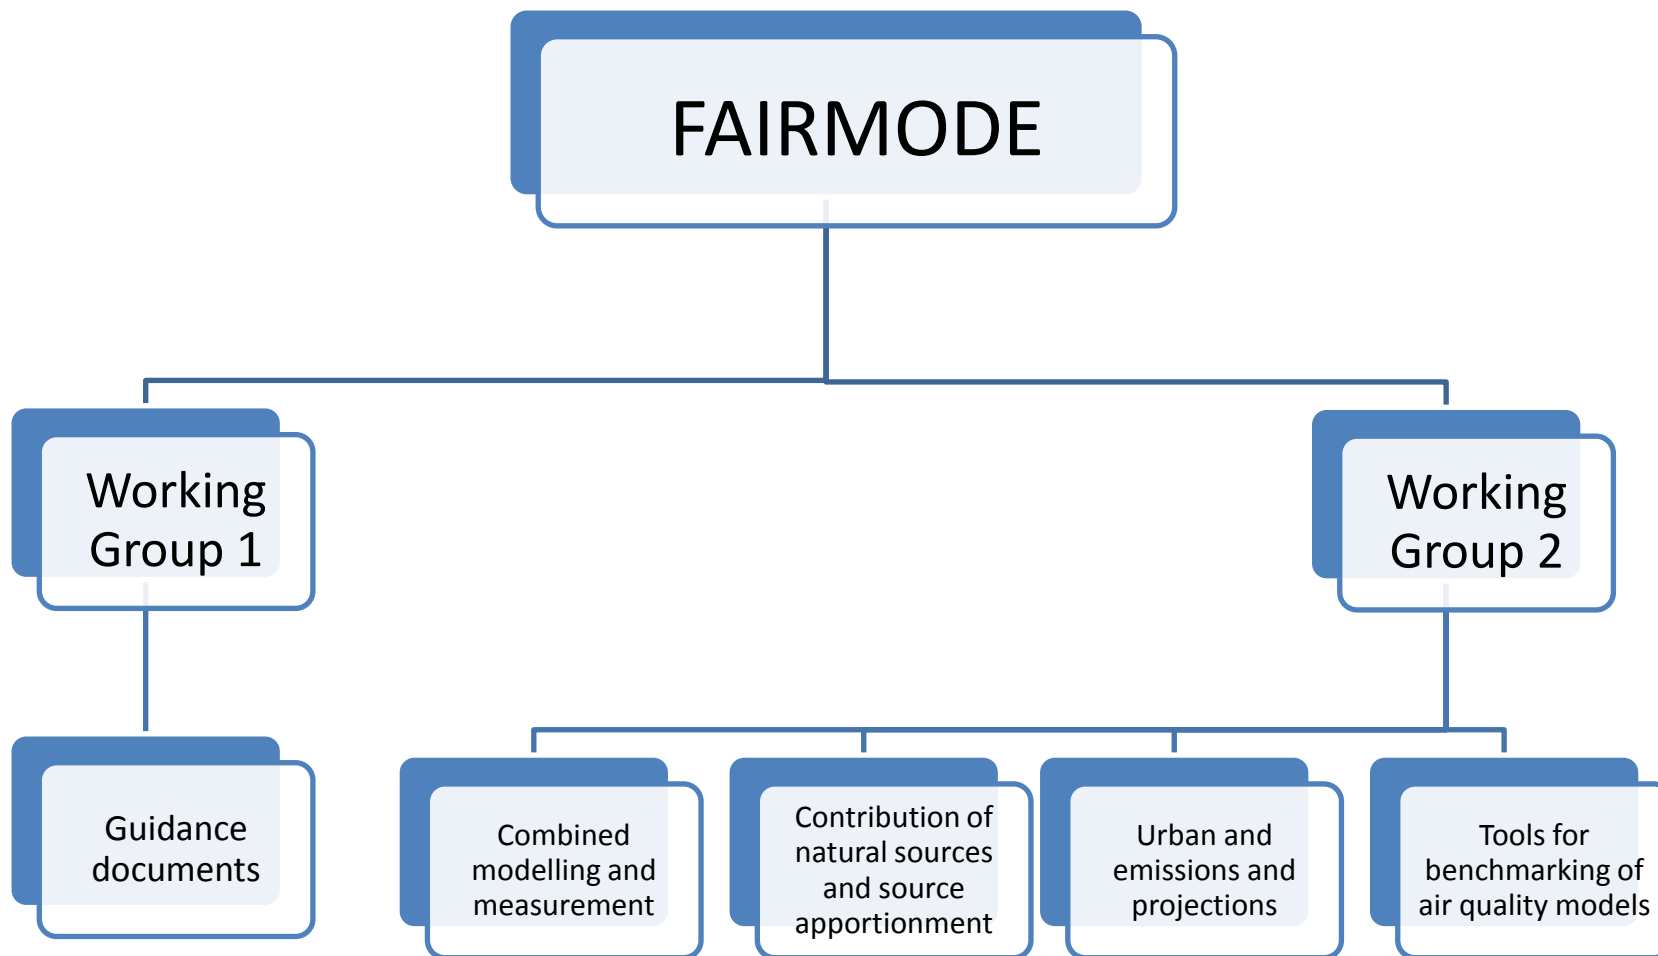 FAIRMODE
Working
Group 1
Working
Group 2
Guidance
documents
Combined
modelling and
measurement
Contribution of
natural sources
and source
apportionment
Urban and
emissions and
projections
Tools for
benchmarking of
air quality models